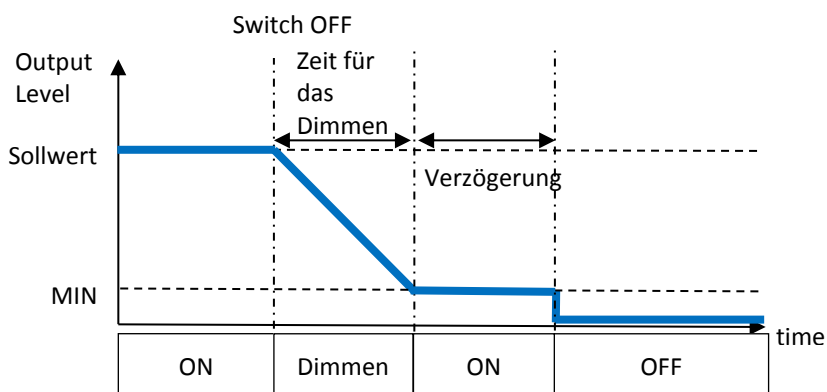 Switch OFF
Output
Level
Zeit für
das
Dimmen
Sollwert
Verzögerung
MIN
time
ON
Dimmen
ON
OFF